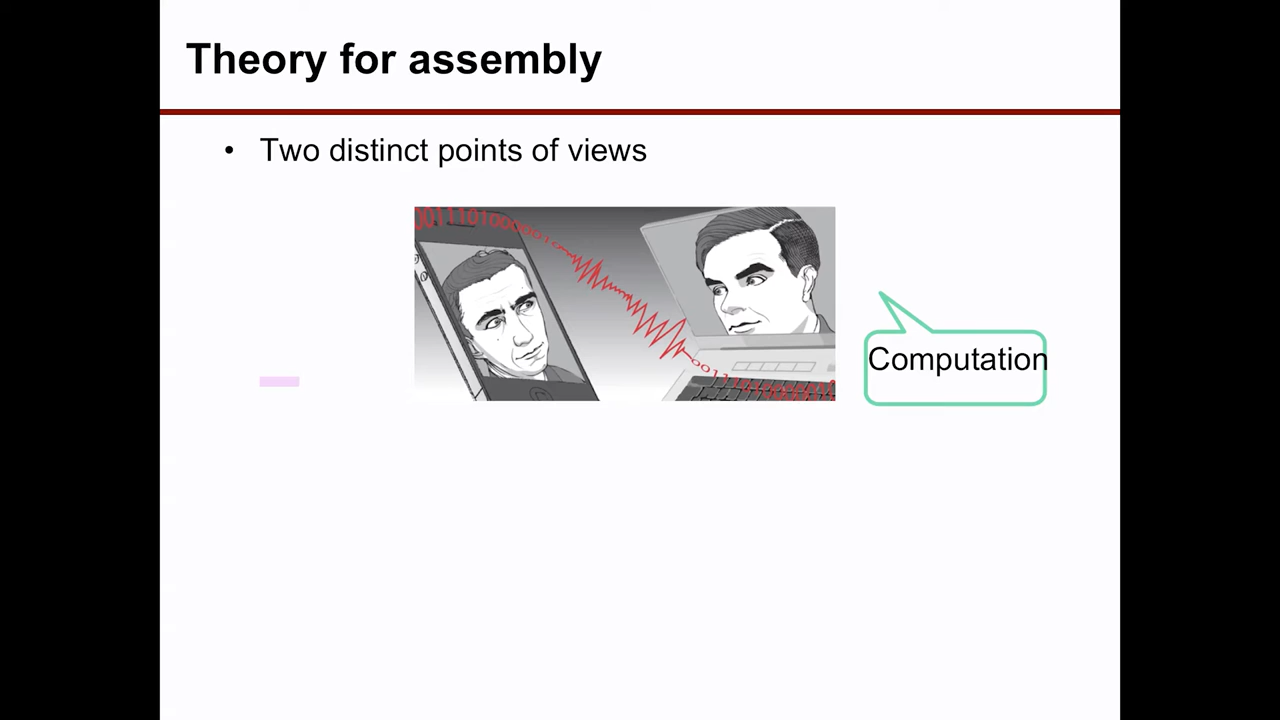 Theory for assembly
• Two distinct points of views
Computation